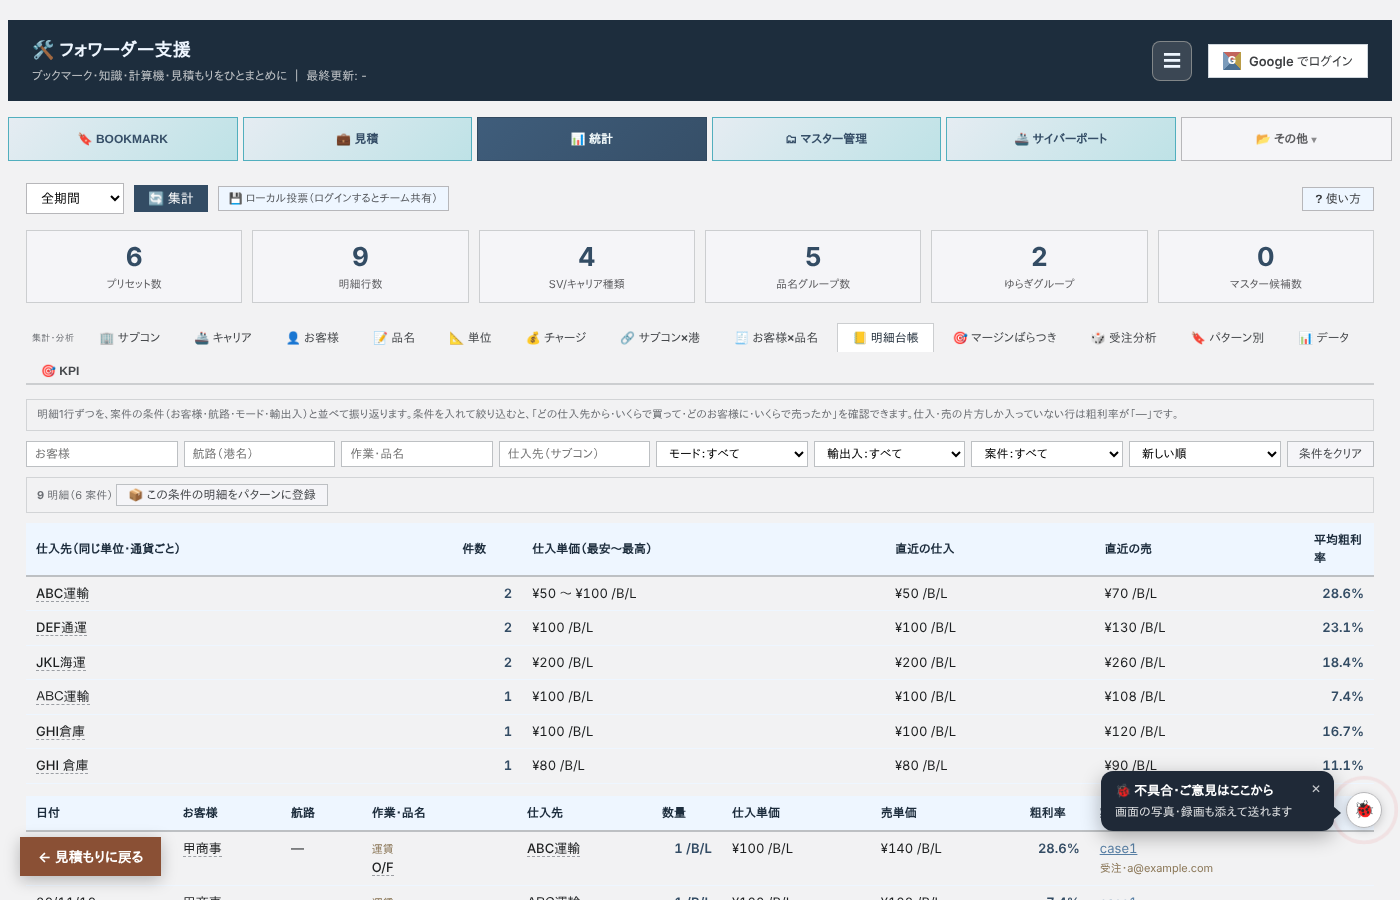 🛠️ フォワーダー支援
ブックマーク・知識・計算機・見積もりをひとまとめに ｜ 最終更新: -
☰
G Google でログイン
🔖 BOOKMARK
💼 見積
📊 統計
🗂 マスター管理
🚢 サイバーポート
📂 その他 ▾
全期間
🔄 集計
💾 ローカル投票（ログインするとチーム共有）
? 使い方
6
プリセット数
9
明細行数
4
SV/キャリア種類
5
品名グループ数
2
ゆらぎグループ
0
マスター候補数
集計・分析
🏢 サブコン
🚢 キャリア
👤 お客様
📝 品名
📐 単位
💰 チャージ
🔗 サブコン×港
🧾 お客様×品名
📒 明細台帳
🎯 マージンばらつき
🎲 受注分析
🔖 パターン別
📊 データ
🎯 KPI
明細1行ずつを、案件の条件（お客様・航路・モード・輸出入）と並べて振り返ります。条件を入れて絞り込むと、「どの仕入先から・いくらで買って・どのお客様に・いくらで売ったか」を確認できます。仕入・売の片方しか入っていない行は粗利率が「—」です。
お客様
航路（港名）
作業・品名
仕入先（サブコン）
モード：すべて
輸出入：すべて
案件：すべて
新しい順
条件をクリア
9 明細（6 案件） 📦 この条件の明細をパターンに登録
仕入先（同じ単位・通貨ごと） 件数 仕入単価（最安〜最高） 直近の仕入 直近の売 平均粗利率
ABC運輸 2 ¥50 〜 ¥100 /B/L ¥50 /B/L ¥70 /B/L 28.6%
DEF通運 2 ¥100 /B/L ¥100 /B/L ¥130 /B/L 23.1%
JKL海運 2 ¥200 /B/L ¥200 /B/L ¥260 /B/L 18.4%
ABC運輸 1 ¥100 /B/L ¥100 /B/L ¥108 /B/L 7.4%
GHI倉庫 1 ¥100 /B/L ¥100 /B/L ¥120 /B/L 16.7%
GHI 倉庫 1 ¥80 /B/L ¥80 /B/L ¥90 /B/L 11.1%
🐞 不具合・ご意見はここから ×
画面の写真・録画も添えて送れます
🐞
日付 お客様 航路 作業・品名 仕入先 数量 仕入単価 売単価 粗利率
← 見積もりに戻る
甲商事 — 運賃 ABC運輸 1 /B/L ¥100 /B/L ¥140 /B/L 28.6% case1
O/F 受注・a@example.com